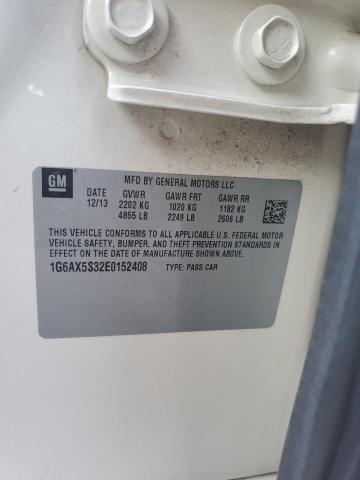 GM
MFD BY GENERAL MOTORS LLC
DATE GVWR GAWR FRT GAWR RR
12/13 2202 KG 1020 KG 1182 KG
4855 LB 2249 LB 2606 LB
THIS VEHICLE CONFORMS TO ALL APPLICABLE U.S. FEDERAL MOTOR
VEHICLE SAFETY, BUMPER, AND THEFT PREVENTION STANDARDS
IN EFFECT ON THE DATE OF MANUFACTURE SHOWN ABOVE.
1G6AX5S32E0152408 TYPE: PASS CAR